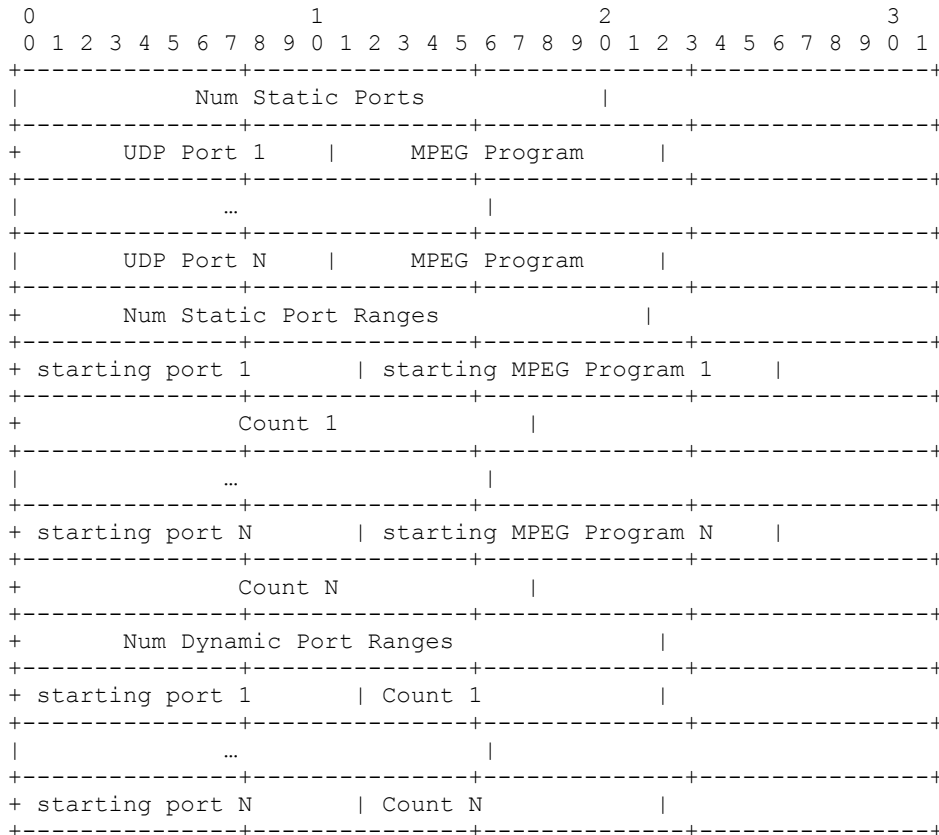 0                   1                   2                   3
 0 1 2 3 4 5 6 7 8 9 0 1 2 3 4 5 6 7 8 9 0 1 2 3 4 5 6 7 8 9 0 1
+---------------+---------------+--------------+----------------+
|            Num Static Ports            |
+---------------+---------------+--------------+----------------+
+       UDP Port 1    |     MPEG Program     |
+---------------+---------------+--------------+----------------+
|              …                 |
+---------------+---------------+--------------+----------------+
|       UDP Port N    |     MPEG Program     |
+---------------+---------------+--------------+----------------+
+       Num Static Port Ranges              |
+---------------+---------------+--------------+----------------+
+ starting port 1       | starting MPEG Program 1    |
+---------------+---------------+--------------+----------------+
+               Count 1             |
+---------------+---------------+--------------+----------------+
|              …                 |
+---------------+---------------+--------------+----------------+
+ starting port N       | starting MPEG Program N    |
+---------------+---------------+--------------+----------------+
+               Count N             |
+---------------+---------------+--------------+----------------+
+       Num Dynamic Port Ranges              |
+---------------+---------------+--------------+----------------+
+ starting port 1       | Count 1            |
+---------------+---------------+--------------+----------------+
|              …                 |
+---------------+---------------+--------------+----------------+
+ starting port N       | Count N            |
+---------------+---------------+--------------+----------------+